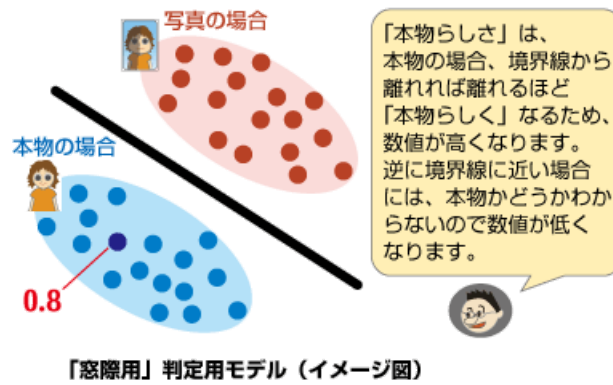 写真の場合
本物の場合
0.8
「本物らしさ」は、
本物の場合、境界線から
離れれば離れるほど
「本物らしく」なるため、
数値が高くなります。
逆に境界線に近い場合
には、本物かどうかわか
らないので数値が低く
なります。
「窓際用」判定用モデル（イメージ図）